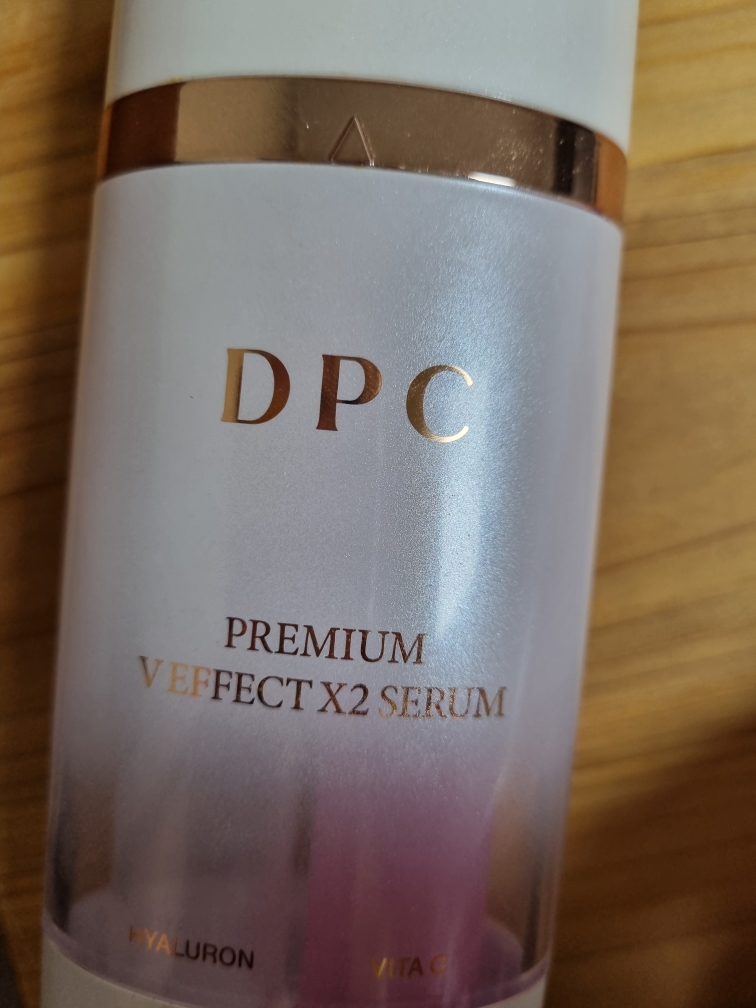 DPC
PREMIUM
V EFFECT X2 SERUM
HYALURON
VITA C